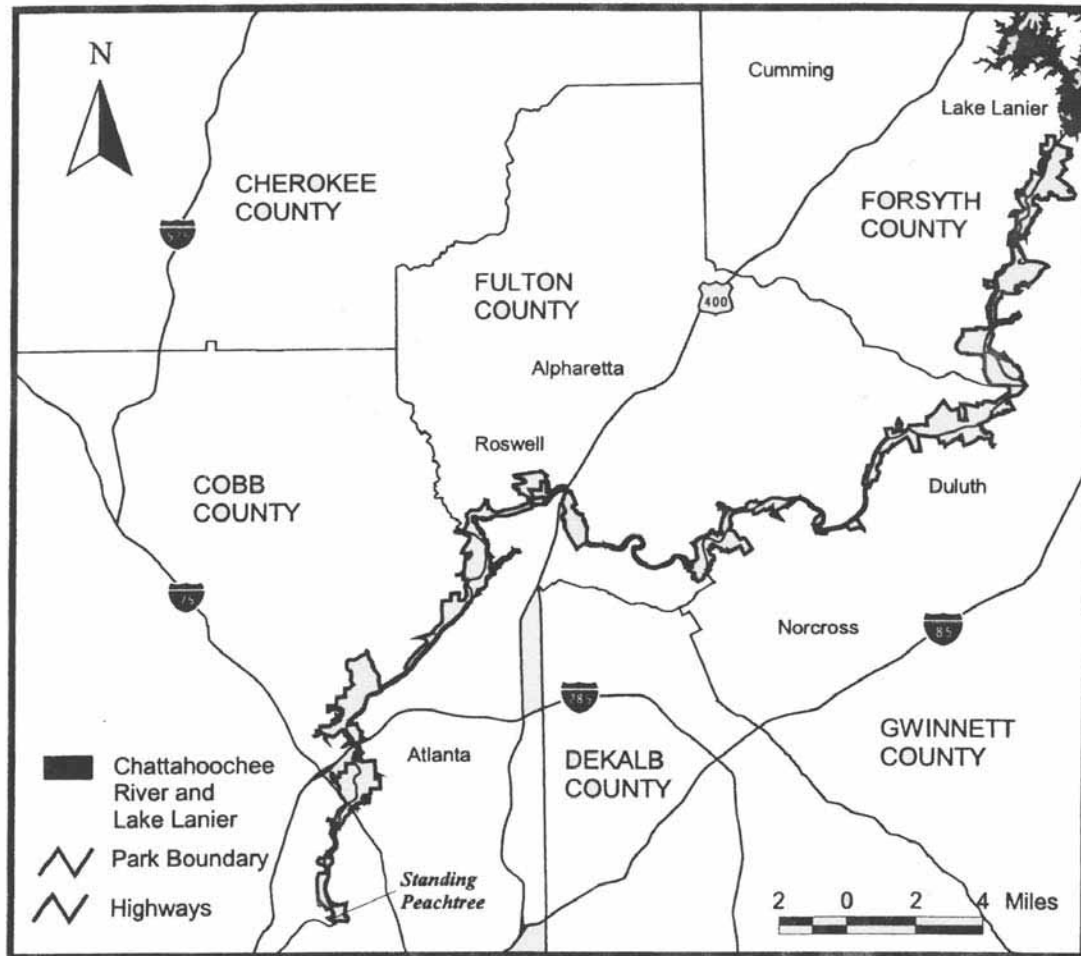 N
Cumming
Lake Lanier
CHEROKEE
COUNTY
FORSYTH
COUNTY
575
FULTON
COUNTY
400
Alpharetta
Roswell
COBB
COUNTY
Duluth
75
Norcross
85
285
GWINNETT
COUNTY
Atlanta
DEKALB
COUNTY
Chattahoochee
River and
Lake Lanier
Park Boundary
Highways
Standing
Peachtree
2 0 2 4 Miles